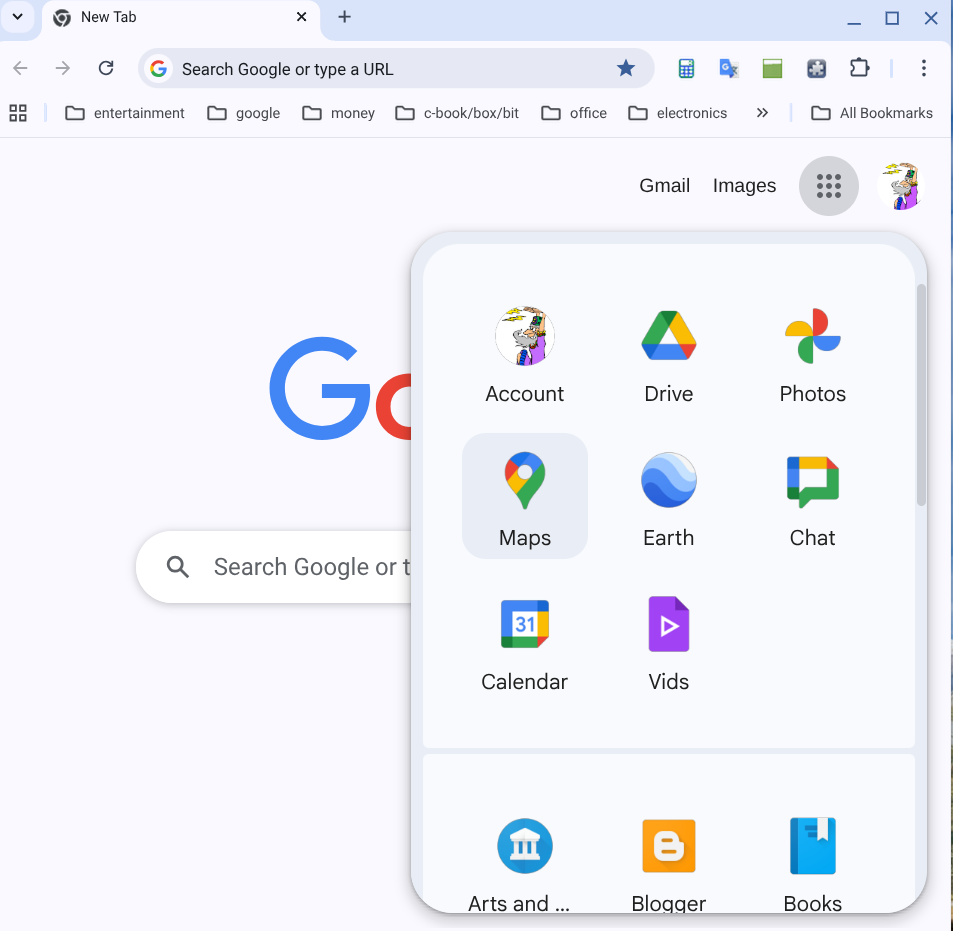 New Tab
Search Google or type a URL
entertainment google money c-book/box/bit office electronics All Bookmarks
Gmail Images
Account Drive Photos
Go
Maps Earth Chat
Search Google or t
31
Calendar Vids
Arts and ... Blogger Books